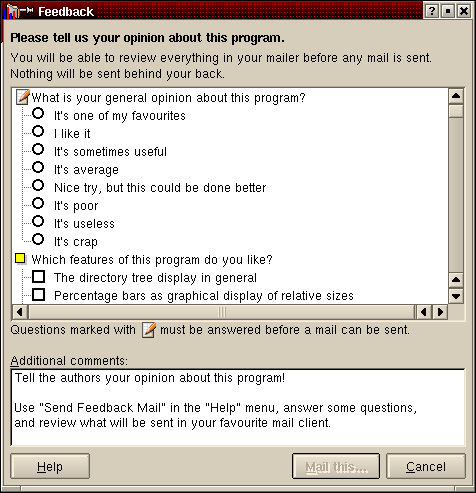 Feedback
Please tell us your opinion about this program.
You will be able to review everything in your mailer before any mail is sent.
Nothing will be sent behind your back.
What is your general opinion about this program?
It's one of my favourites
I like it
It's sometimes useful
It's average
Nice try, but this could be done better
It's poor
It's useless
It's crap
Which features of this program do you like?
The directory tree display in general
Percentage bars as graphical display of relative sizes
Questions marked with must be answered before a mail can be sent.
Additional comments:
Tell the authors your opinion about this program!
Use "Send Feedback Mail" in the "Help" menu, answer some questions,
and review what will be sent in your favourite mail client.
Help Mail this... Cancel